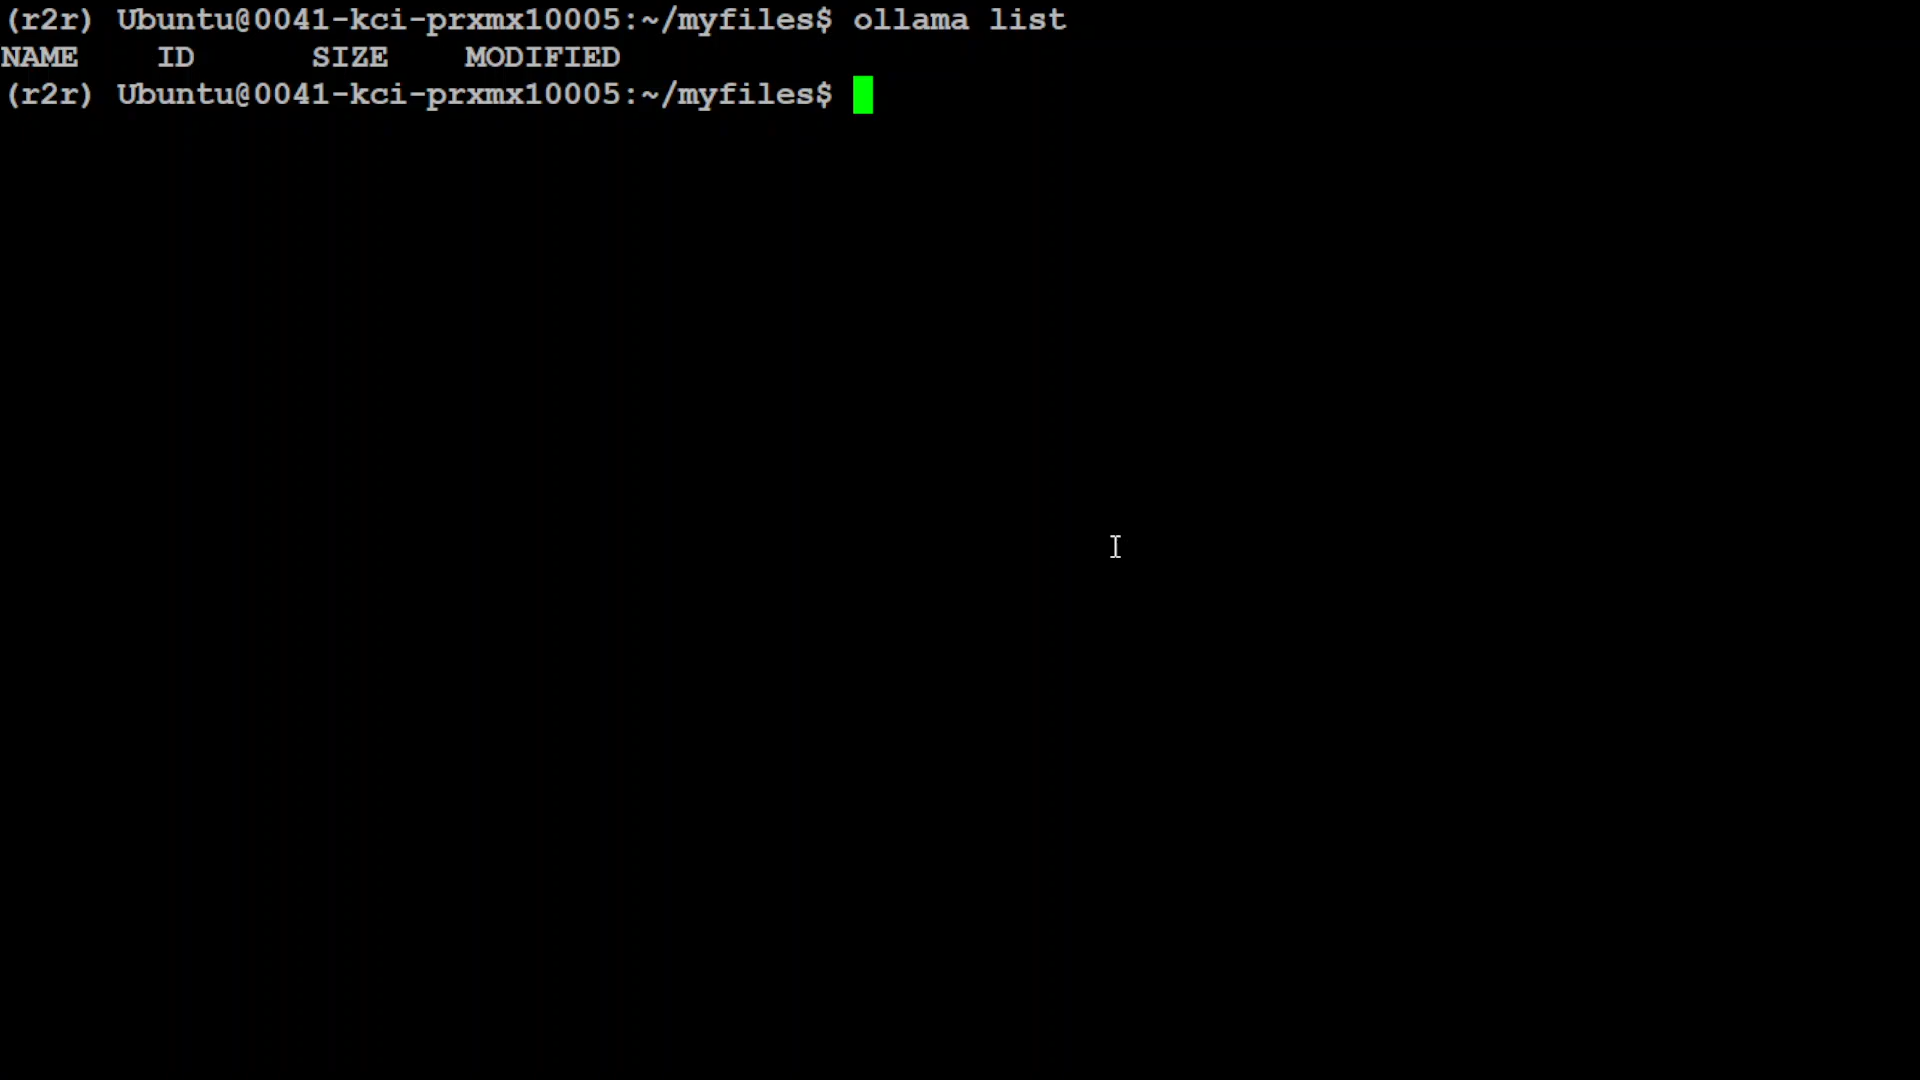 (r2r) Ubuntu@0041-kci-prxmx10005:~/myfiles$ ollama list
NAME ID SIZE MODIFIED
(r2r) Ubuntu@0041-kci-prxmx10005:~/myfiles$